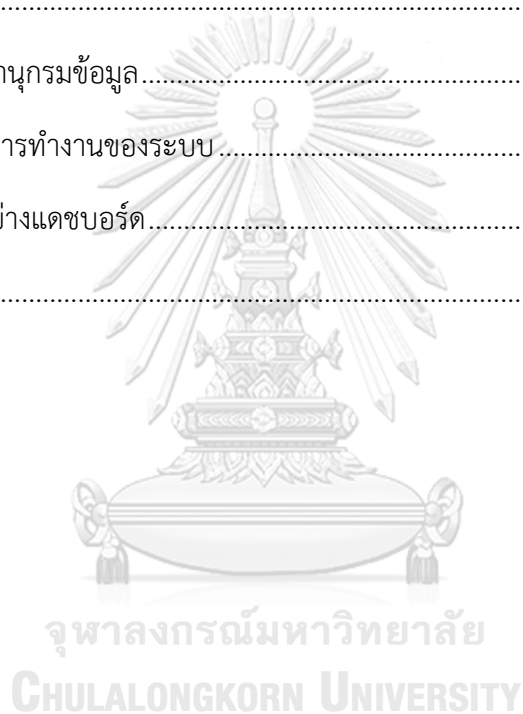 ................................................................
านุกรมข้อมูล................................................
ารทำงานของระบบ......................................
ย่างแดชบอร์ด...............................................
................................................................
จุฬาลงกรณ์มหาวิทยาลัย
CHULALONGKORN UNIVERSITY